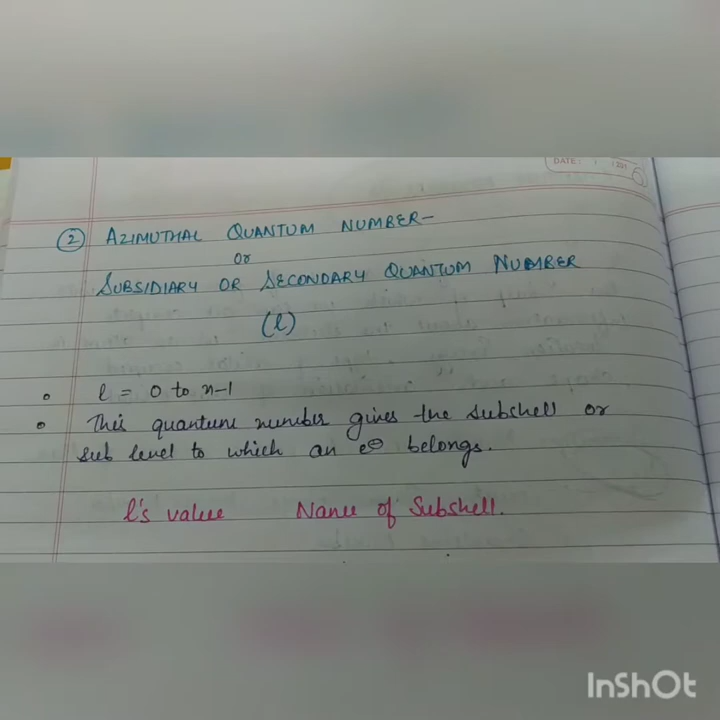 DATE:
② AZIMUTHAL QUANTUM NUMBER-
or
SUBSIDIARY OR SECONDARY QUANTUM NUMBER
(l)
l = 0 to n-1
This quantum number gives the subshell or
sub level to which an e⊖ belongs.
l's value Name of Subshell.
InShOt